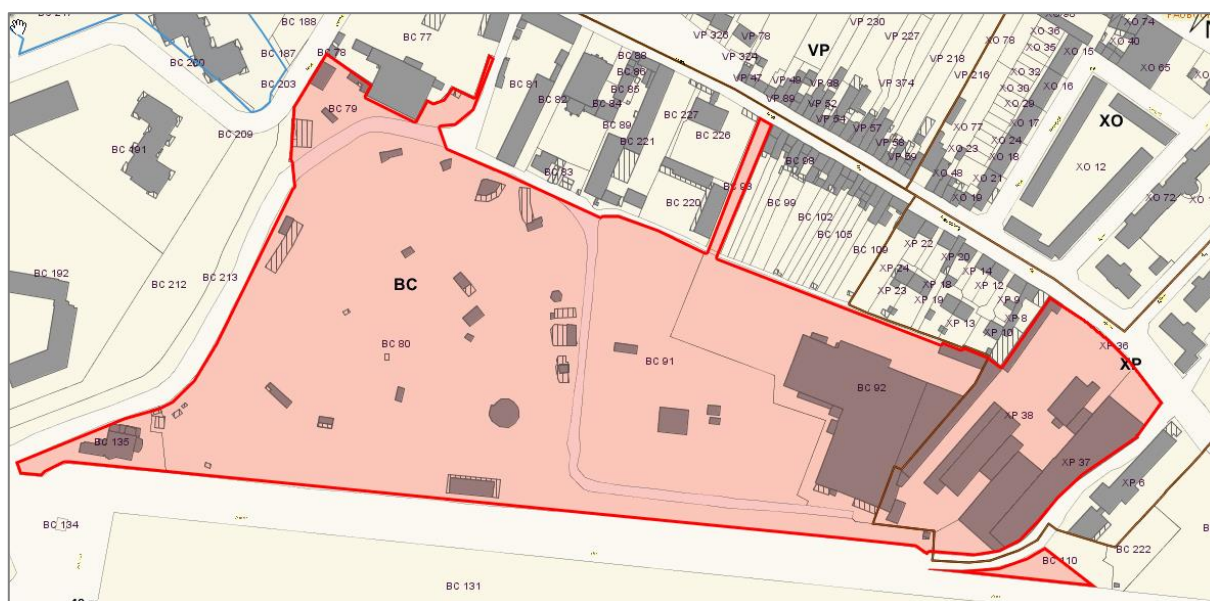 BC 188
BC 78
BC 77
BC 187
BC 200
BC 203
BC 209
BC 491
BC 79
BC 81
BC 82
BC 83
BC 88
BC 86
BC 85
BC 84
BC 89
BC 221
BC 227
BC 226
BC 220
BC 93
BC 98
BC 99
BC 102
BC 105
BC 109
VP 230
VP 227
VP 326
VP 78
VP 324
VP
VP 47
VP 89
VP 52
VP 374
VP 218
VP 216
VP 57
VP 58
VP 59
XO 78
XO 36
XO 35
XO 15
XO 74
XO 40
XO 65
XO 32
XO 30
XO 29
XO 16
XO 17
XO
XO 77
XO 24
XO 23
XO 18
XO 12
XO 48
XO 21
XO 19
XO 72
XP 22
XP 20
XP 24
XP 14
XP 18
XP 12
XP 23
XP 19
XP 9
XP 13
XP 8
XP 10
XP 36
XP
BC 192
BC 212
BC 213
BC
BC 80
BC 91
BC 92
XP 38
XP 37
XP 6
BC 135
BC 134
BC 131
BC 110
BC 222